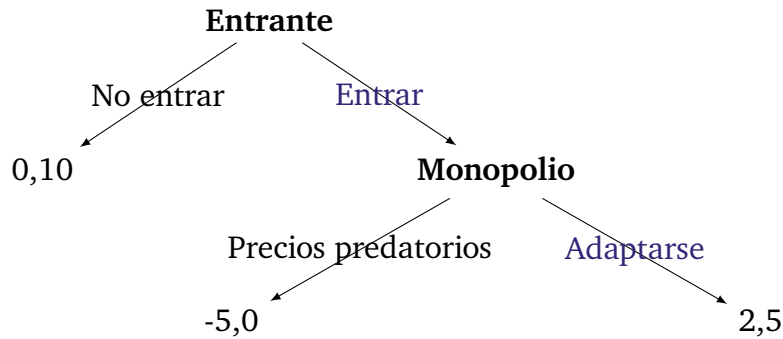 Entrante
No entrar
Entrar
0,10
Monopolio
Precios predatorios
Adaptarse
-5,0
2,5